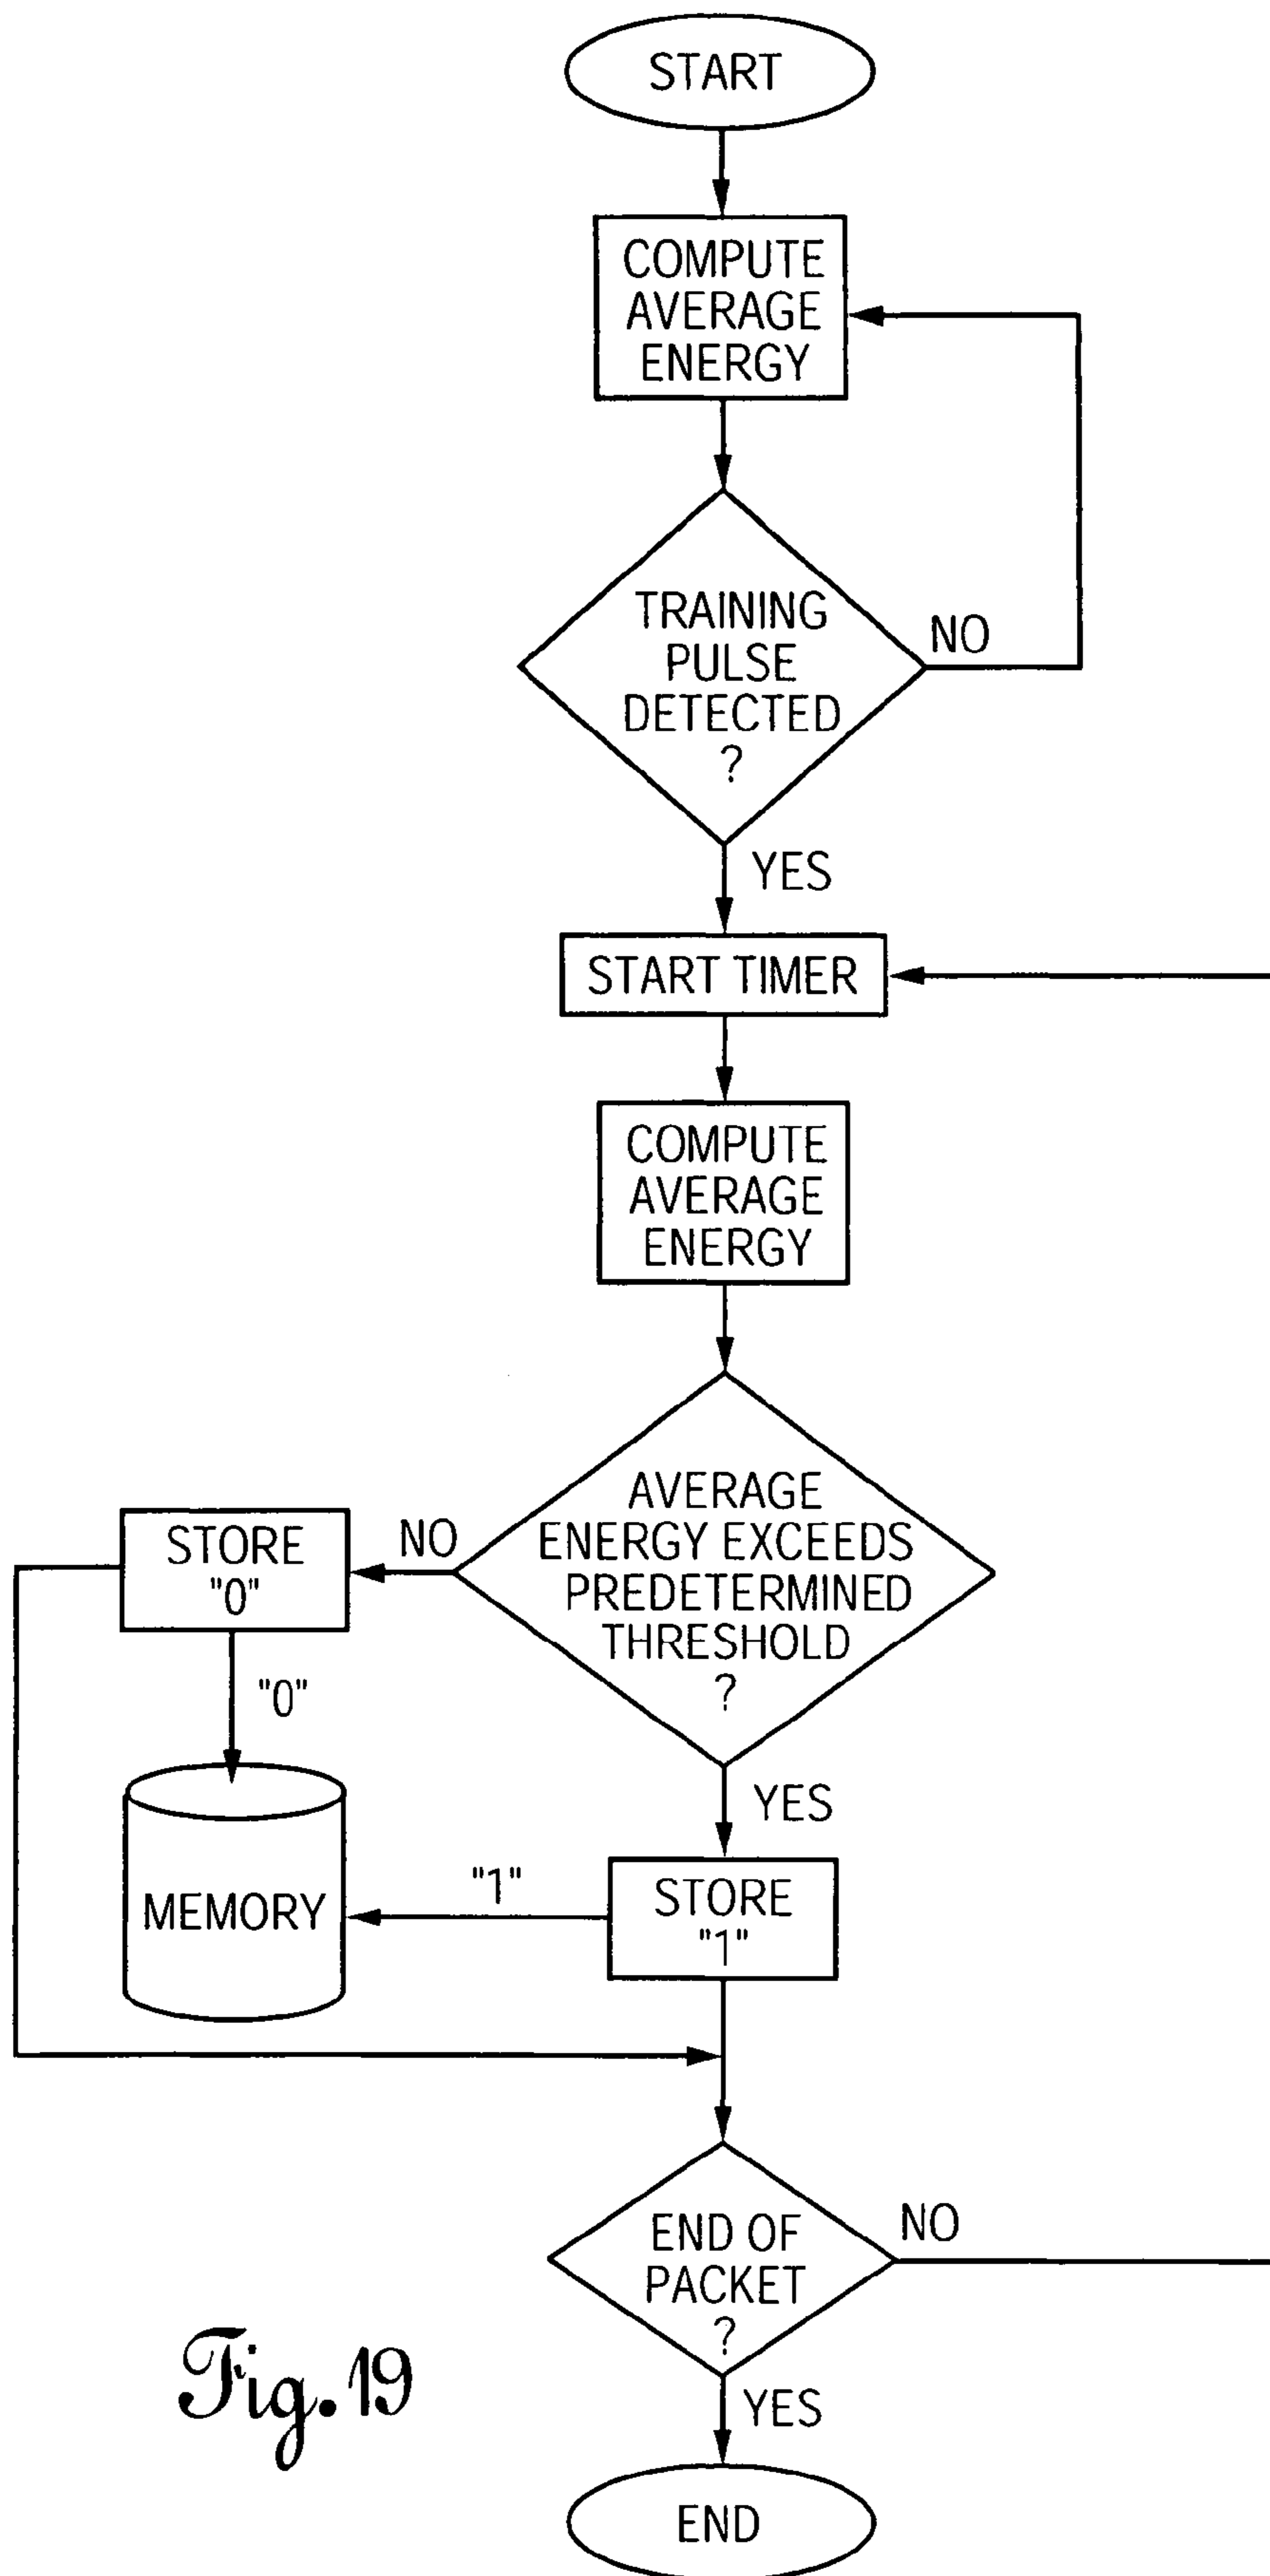 START
COMPUTE
AVERAGE
ENERGY
TRAINING
PULSE
DETECTED
?
NO
YES
START TIMER
COMPUTE
AVERAGE
ENERGY
AVERAGE
ENERGY EXCEEDS
PREDETERMINED
THRESHOLD
?
NO
STORE
"0"
"0"
YES
MEMORY
"1"
STORE
"1"
END OF
PACKET
?
NO
YES
END
Fig. 19